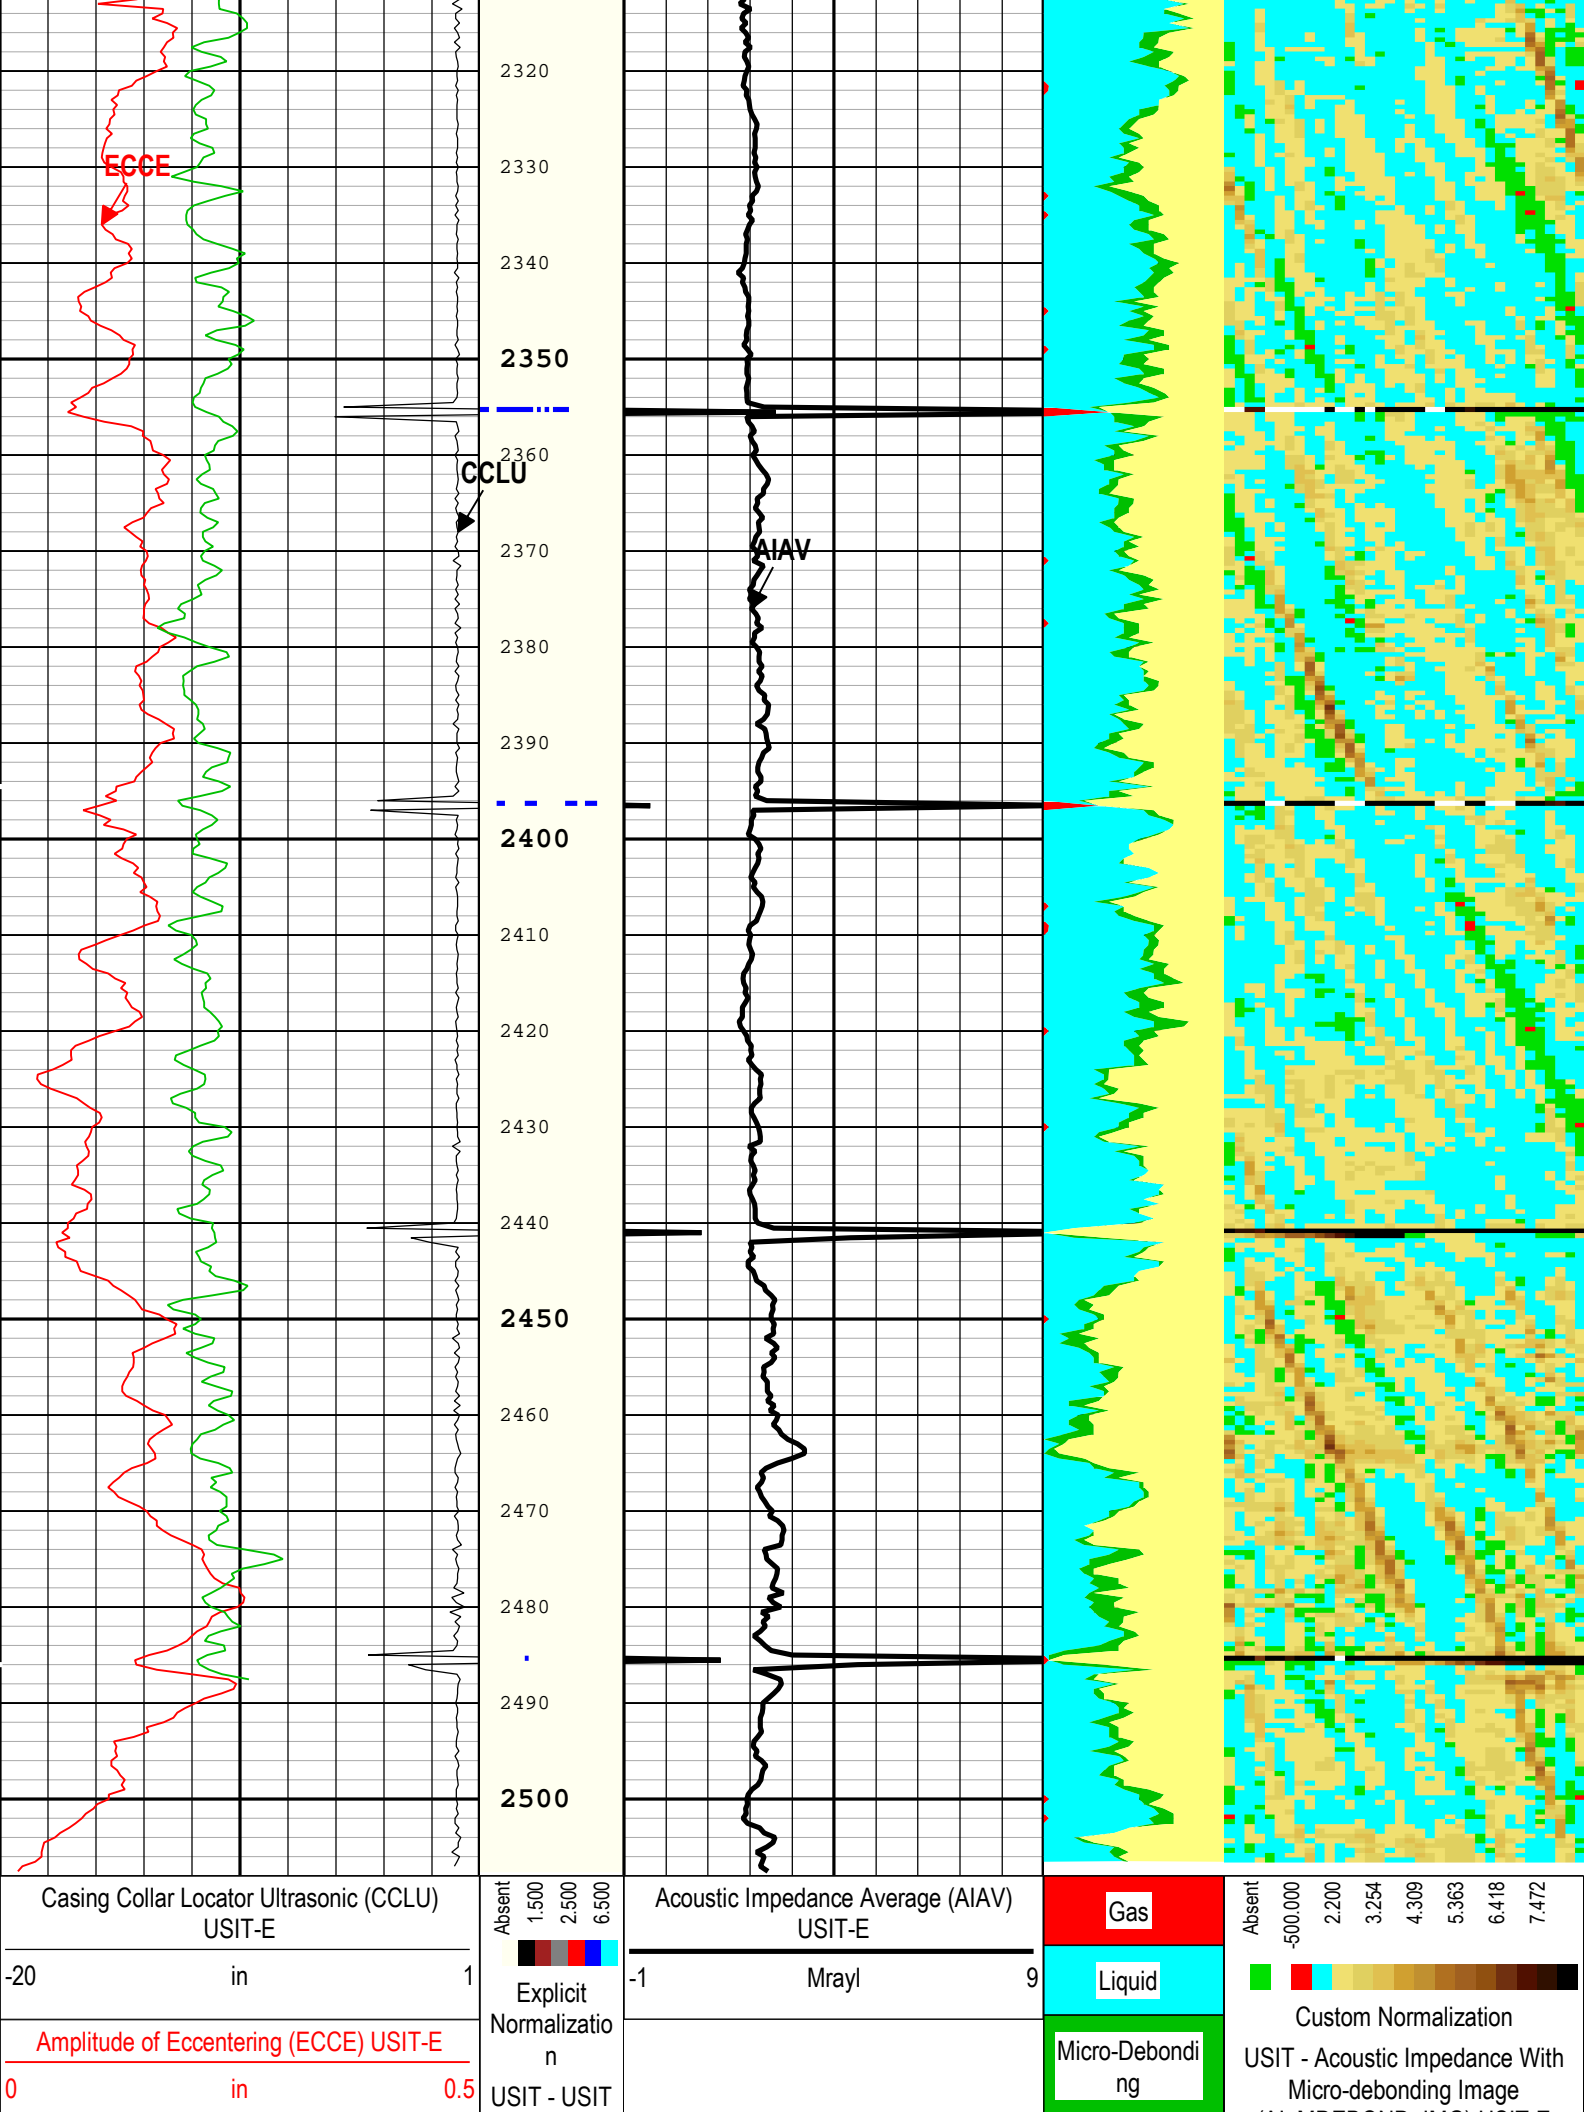 2320
2330
ECCE
2340
2350
2360
CCLU
2370
AIAV
2380
2390
2400
2410
2420
2430
2440
2450
2460
2470
2480
2490
2500
Casing Collar Locator Ultrasonic (CCLU)
USIT-E
-20 in 1
Amplitude of Eccentering (ECCE) USIT-E
0 in 0.5
Absent
1.500
2.500
6.500
Explicit
Normalizatio
n
USIT - USIT
Acoustic Impedance Average (AIAV)
USIT-E
-1 Mrayl 9
Gas
Liquid
Micro-Debondi
ng
Absent
-500.000
2.200
3.254
4.309
5.363
6.418
7.472
Custom Normalization
USIT - Acoustic Impedance With
Micro-debonding Image